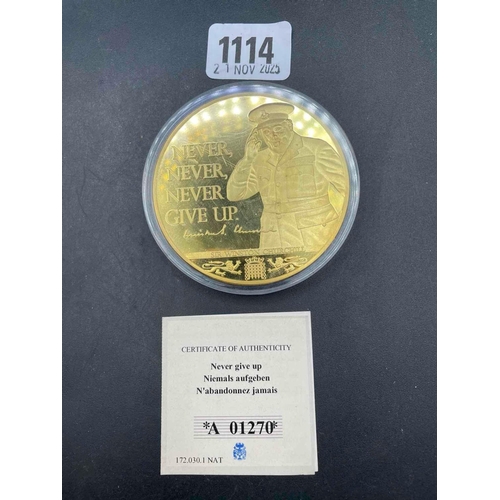 1114
21 NOV 2025
NEVER,
NEVER,
NEVER
GIVE UP.
CERTIFICATE OF AUTHENTICITY
Never give up
Niemals aufgeben
N'abandonnez jamais
*A 01270*
172.030.1 NAT